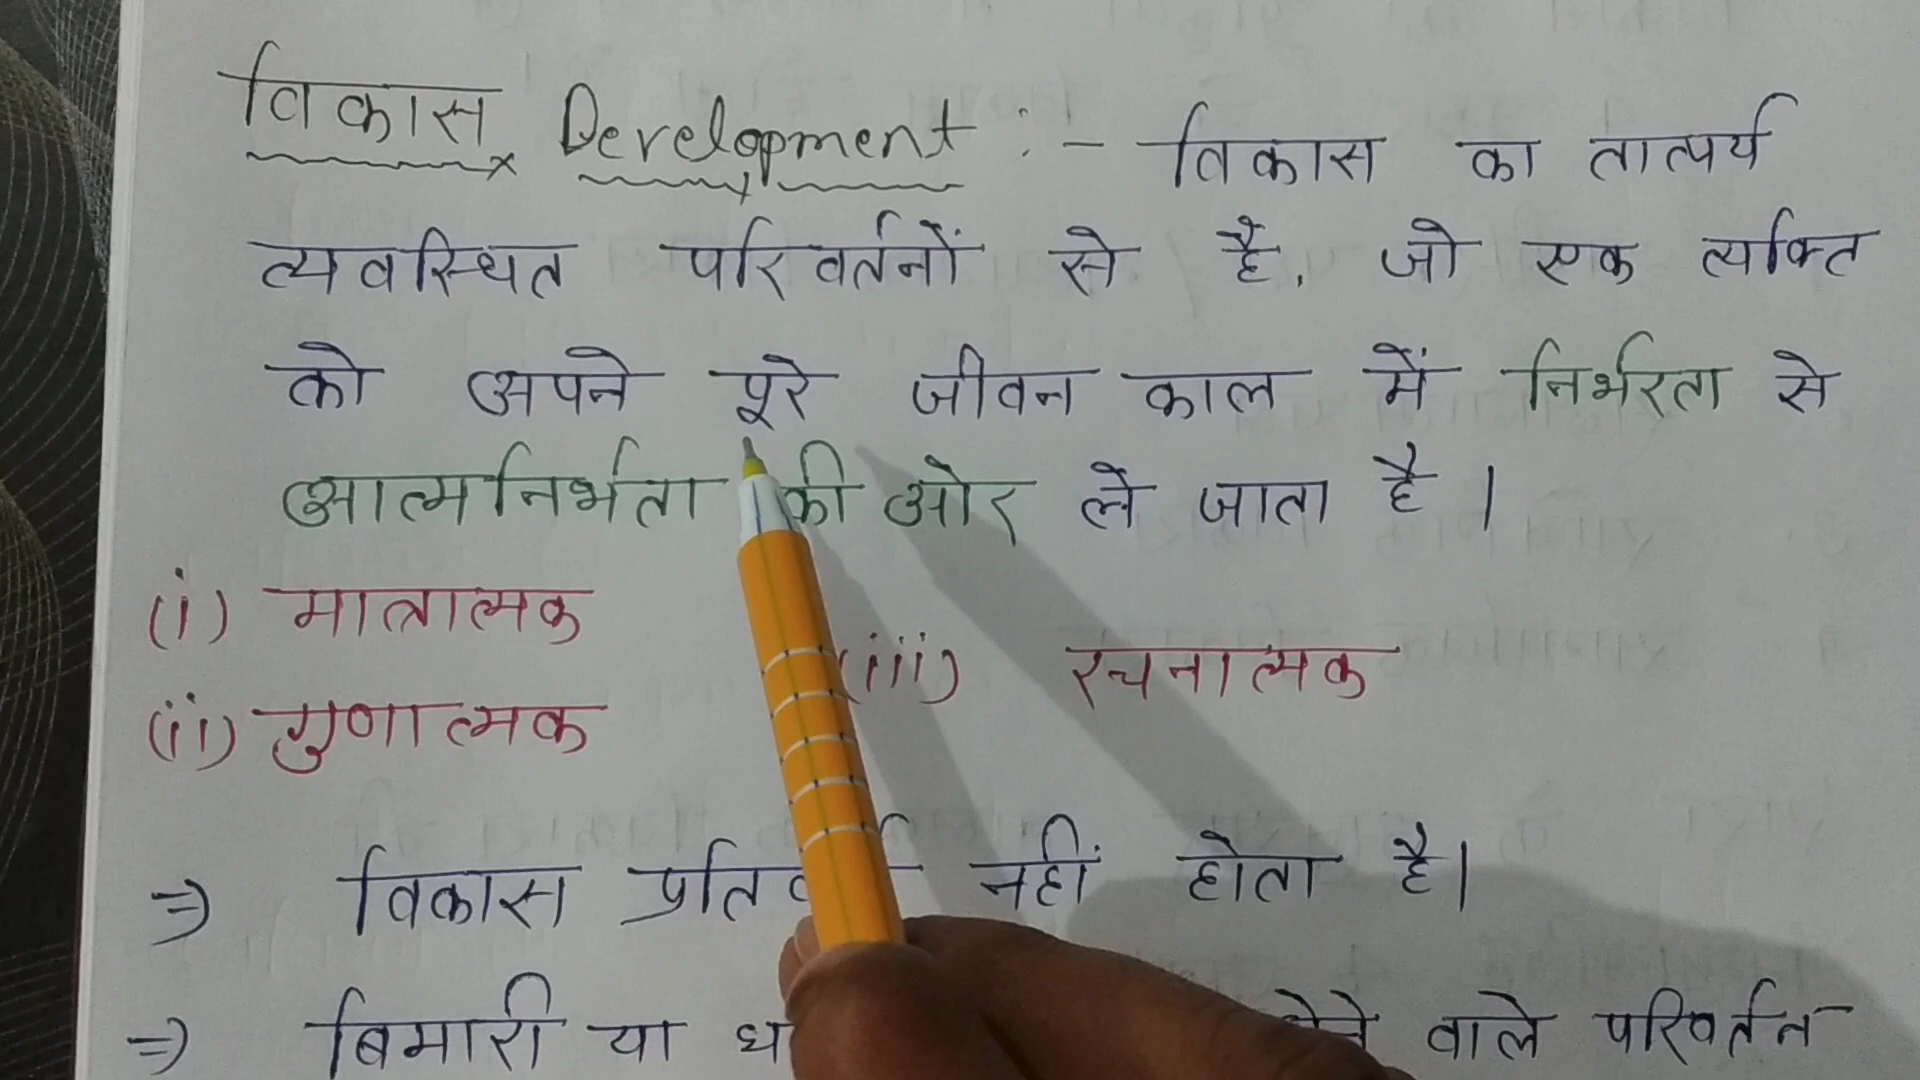 विकास Development :- विकास का तात्पर्य
व्यवस्थित परिवर्तनों से है, जो एक व्यक्ति
को अपने पूरे जीवन काल में निर्भरता से
आत्मनिर्भता की ओर ले जाता है ।
(i) मात्रात्मक
(iii) रचनात्मक
(ii) गुणात्मक
⇒ विकास नहीं होता है।
⇒ बिमारी या वाले परिवर्तन